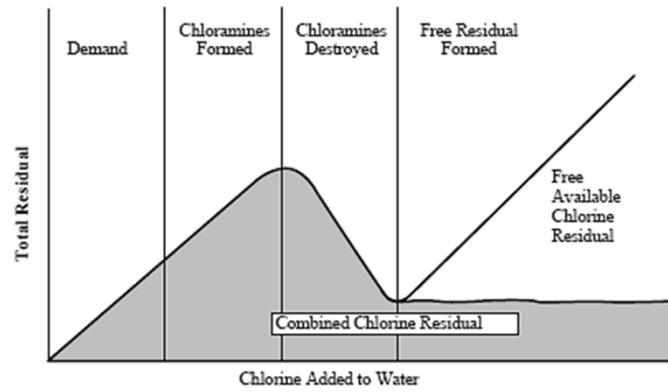 Demand
Chloramines
Formed
Chloramines
Destroyed
Free Residual
Formed
Total Residual
Free
Available
Chlorine
Residual
Combined Chlorine Residual
Chlorine Added to Water